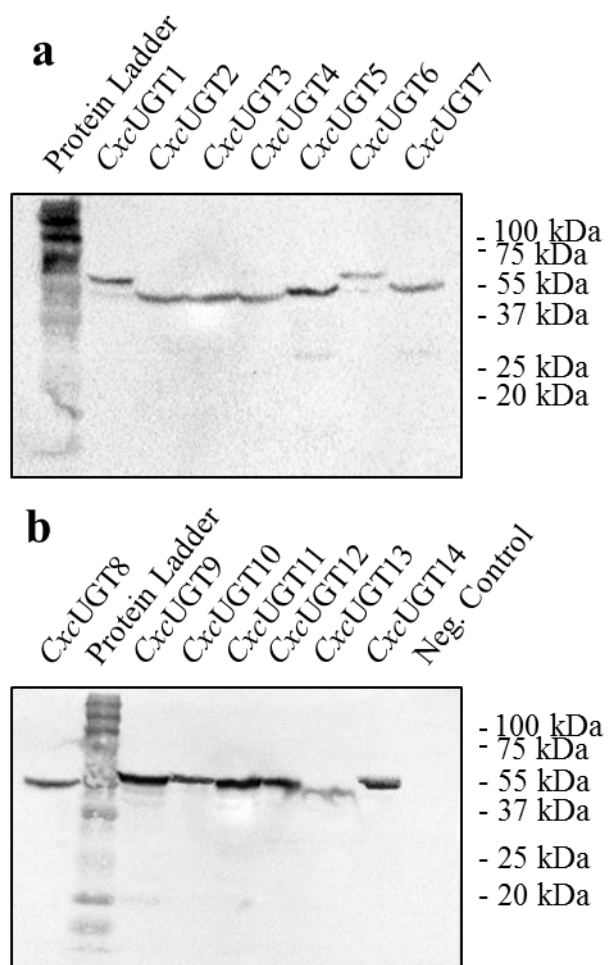 a
Protein Ladder
CxcUGT1
CxcUGT2
CxcUGT3
CxcUGT4
CxcUGT5
CxcUGT6
CxcUGT7
- 100 kDa
- 75 kDa
- 55 kDa
- 37 kDa
- 25 kDa
- 20 kDa
b
CxcUGT8
Protein Ladder
CxcUGT9
CxcUGT10
CxcUGT11
CxcUGT12
CxcUGT13
CxcUGT14
Neg. Control
- 100 kDa
- 75 kDa
- 55 kDa
- 37 kDa
- 25 kDa
- 20 kDa